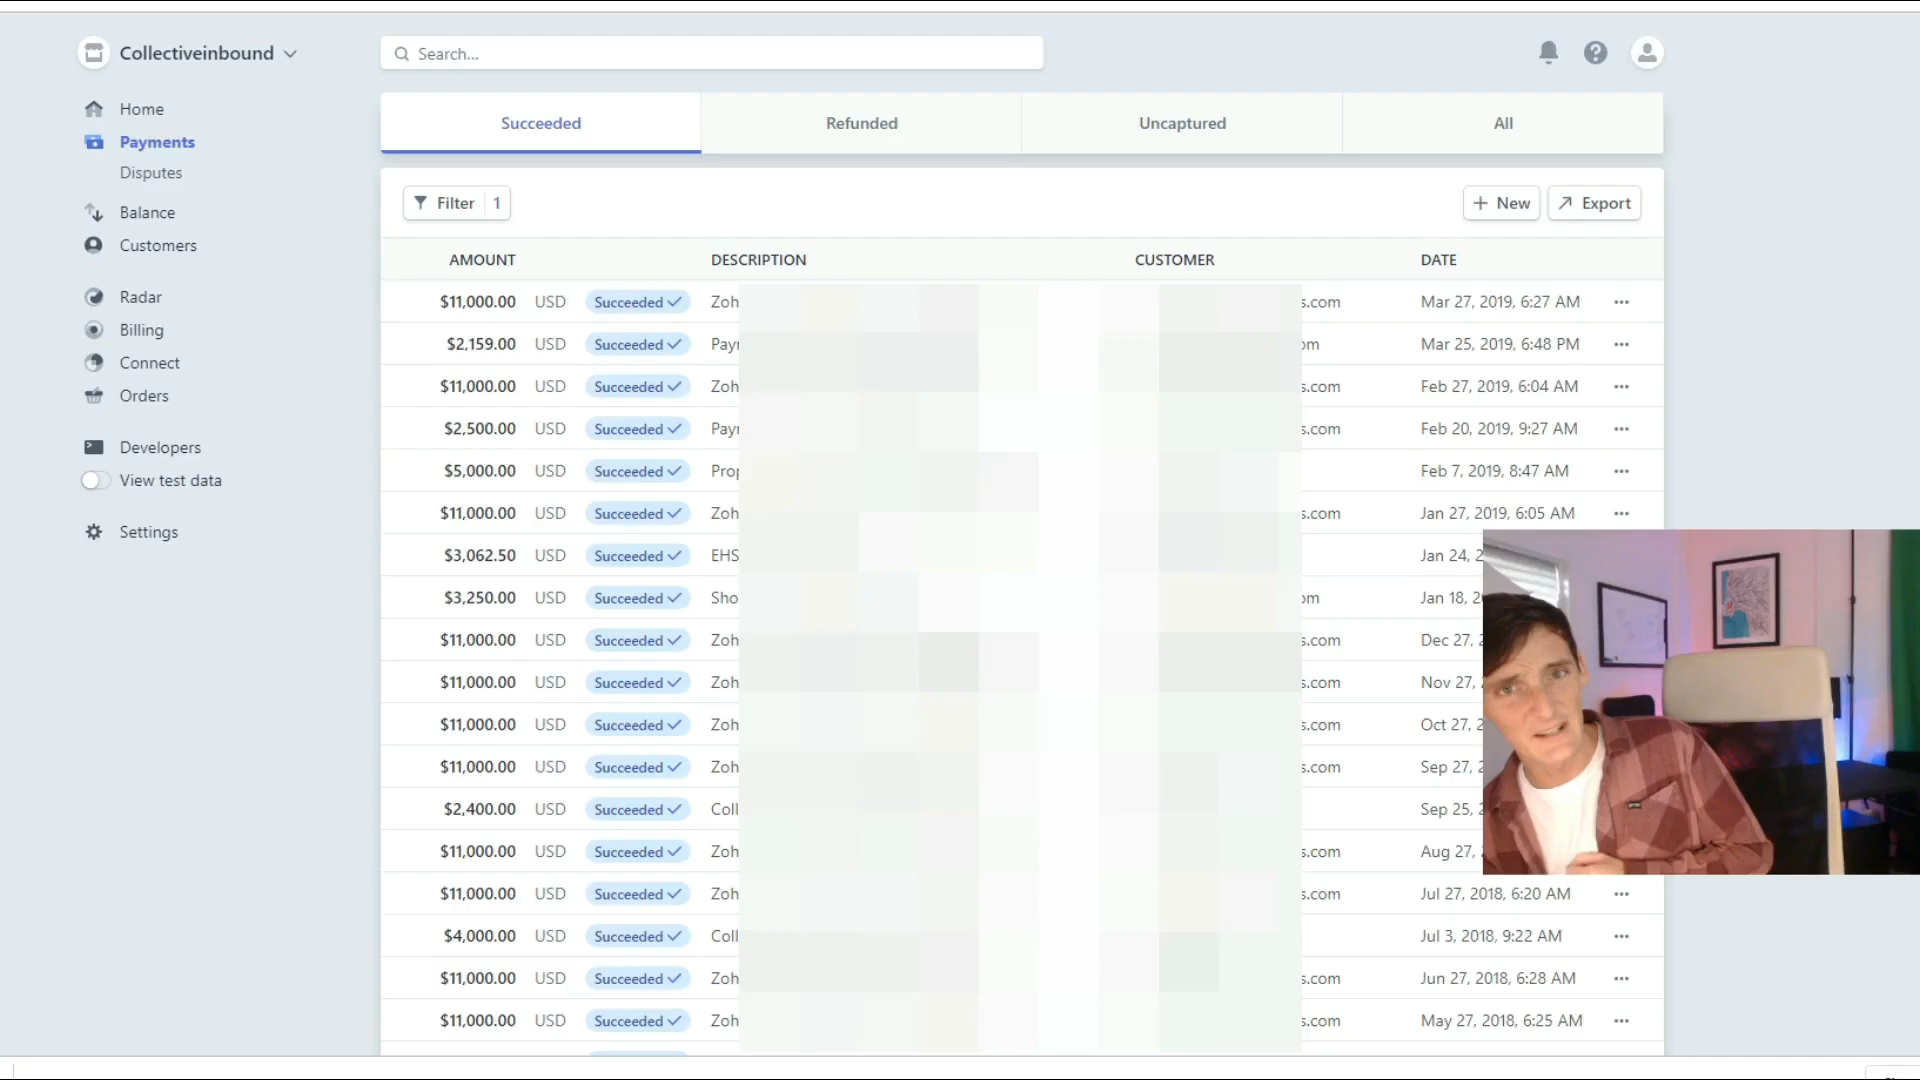 Collectiveinbound
Search...
Home
Payments
Disputes
Balance
Customers
Radar
Billing
Connect
Orders
Developers
View test data
Settings
Succeeded Refunded Uncaptured All
Filter 1 New Export
AMOUNT DESCRIPTION CUSTOMER DATE
$11,000.00 USD Succeeded Zoh s.com Mar 27, 2019, 6:27 AM
$2,159.00 USD Succeeded Pay om Mar 25, 2019, 6:48 PM
$11,000.00 USD Succeeded Zoh s.com Feb 27, 2019, 6:04 AM
$2,500.00 USD Succeeded Pay s.com Feb 20, 2019, 9:27 AM
$5,000.00 USD Succeeded Prop Feb 7, 2019, 8:47 AM
$11,000.00 USD Succeeded Zoh s.com Jan 27, 2019, 6:05 AM
$3,062.50 USD Succeeded EHS Jan 24, 2
$3,250.00 USD Succeeded Sho om Jan 18, 2
$11,000.00 USD Succeeded Zoh s.com Dec 27, 2
$11,000.00 USD Succeeded Zoh s.com Nov 27,
$11,000.00 USD Succeeded Zoh s.com Oct 27, 2
$11,000.00 USD Succeeded Zoh s.com Sep 27, 2
$2,400.00 USD Succeeded Coll Sep 25, 2
$11,000.00 USD Succeeded Zoh s.com Aug 27,
$11,000.00 USD Succeeded Zoh s.com Jul 27, 2018, 6:20 AM
$4,000.00 USD Succeeded Coll Jul 3, 2018, 9:22 AM
$11,000.00 USD Succeeded Zoh s.com Jun 27, 2018, 6:28 AM
$11,000.00 USD Succeeded Zoh s.com May 27, 2018, 6:25 AM